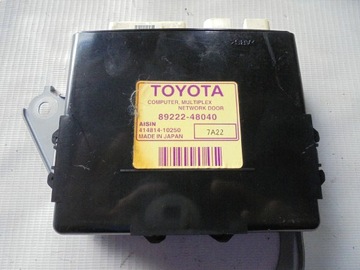 TOYOTA
COMPUTER, MULTIPLEX
NETWORK DOOR
89222-48040
AISIN
414814-10250
MADE IN JAPAN
7A22